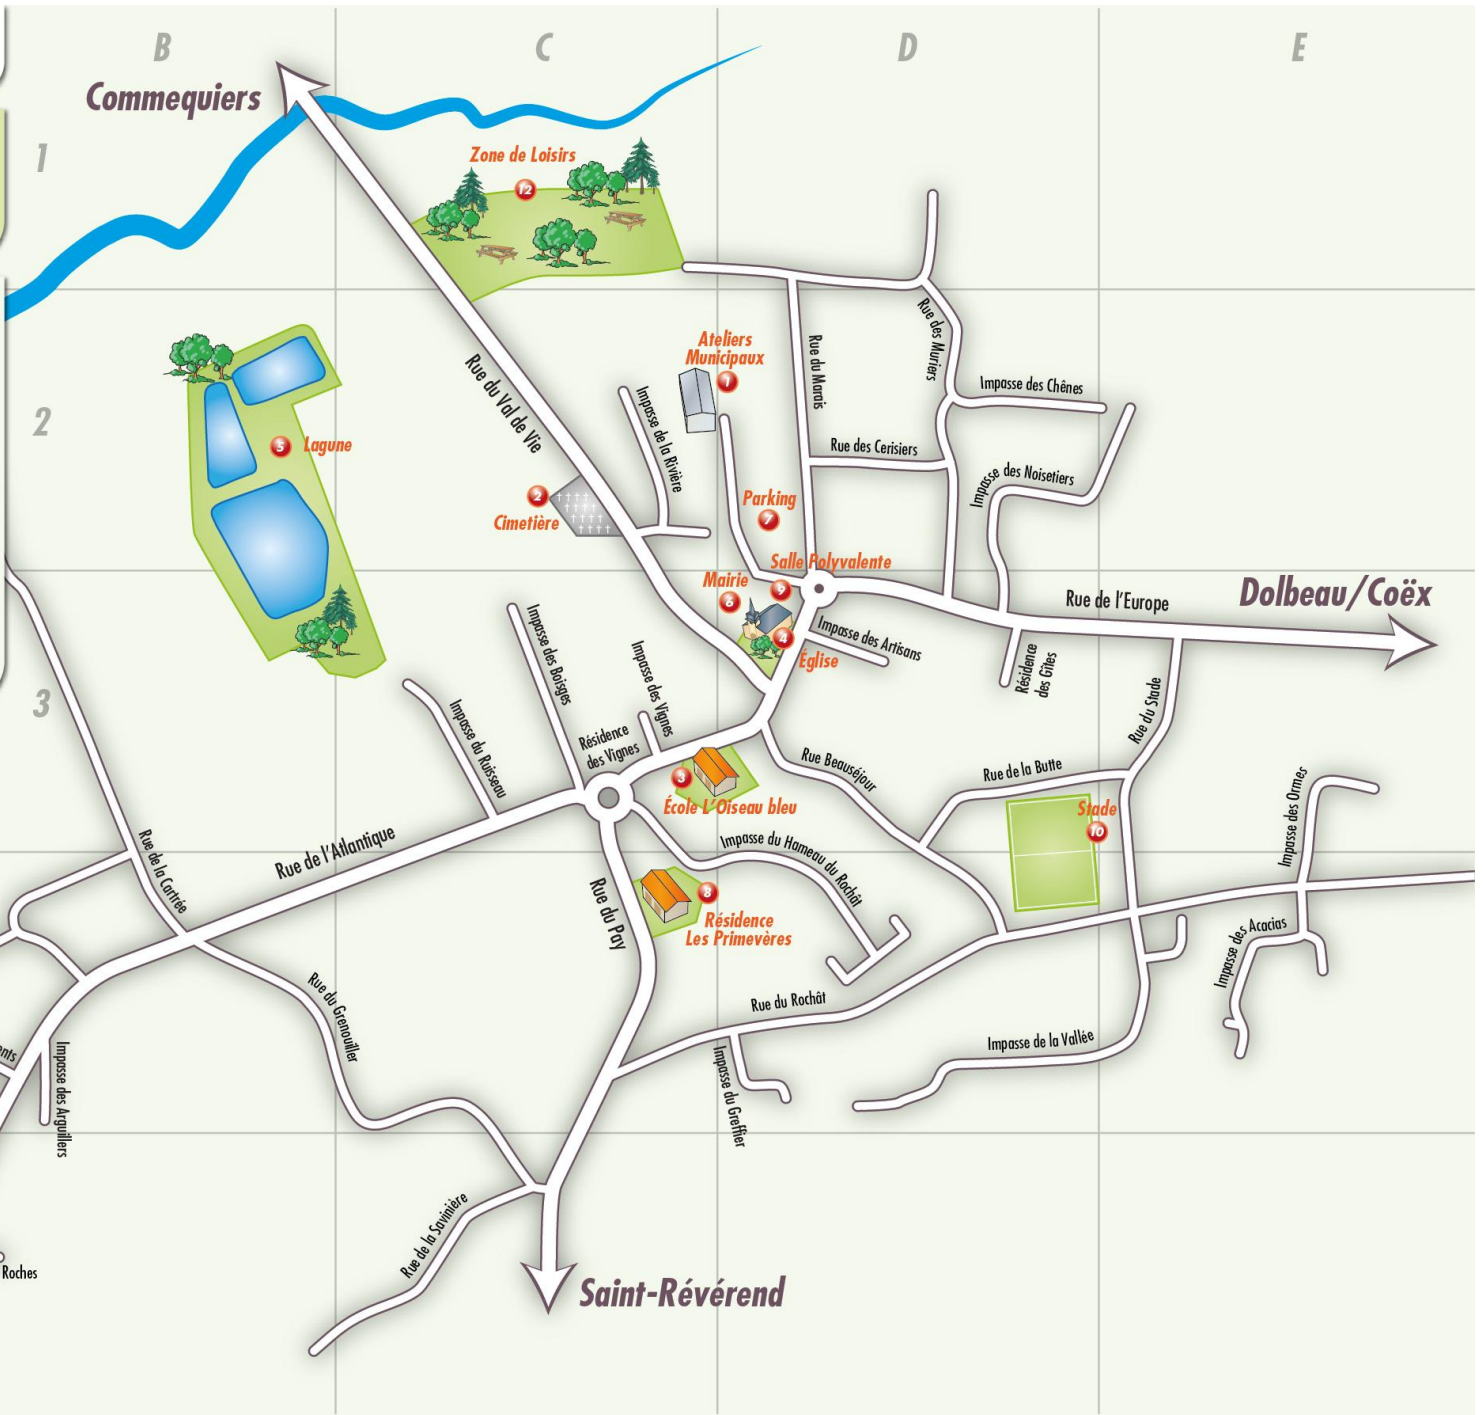 B
C
D
E
1
2
3
Commequiers
Zone de Loisirs
12
Rue du Val de Vie
Ateliers
Municipaux
1
Rue du Marais
Rue des Muriers
Impasse des Chênes
Impasse de la Rivière
Rue des Cerisiers
Impasse des Noisetiers
5
Lagune
2
Cimetière
Parking
7
Salle Polyvalente
9
Mairie
6
4
Église
Impasse des Artisans
Rue de l'Europe
Dolbeau/Coëx
Résidence
des Gîtes
Rue du Stade
Impasse des Boisges
Impasse des Vignes
Impasse du Ruisseau
Résidence
des Vignes
3
École L'Oiseau bleu
Rue Beauséjour
Rue de la Butte
Stade
10
Impasse des Ormes
Rue de l'Atlantique
Rue de la Cartrée
Impasse du Hameau du Rochât
Rue du Pay
8
Résidence
Les Primevères
Impasse des Acacias
Rue du Grenouiller
Rue du Rochât
Impasse de la Vallée
Impasse du Greffier
ents
Impasse des Arguillers
Rue de la Savinière
Roches
Saint-Révérend